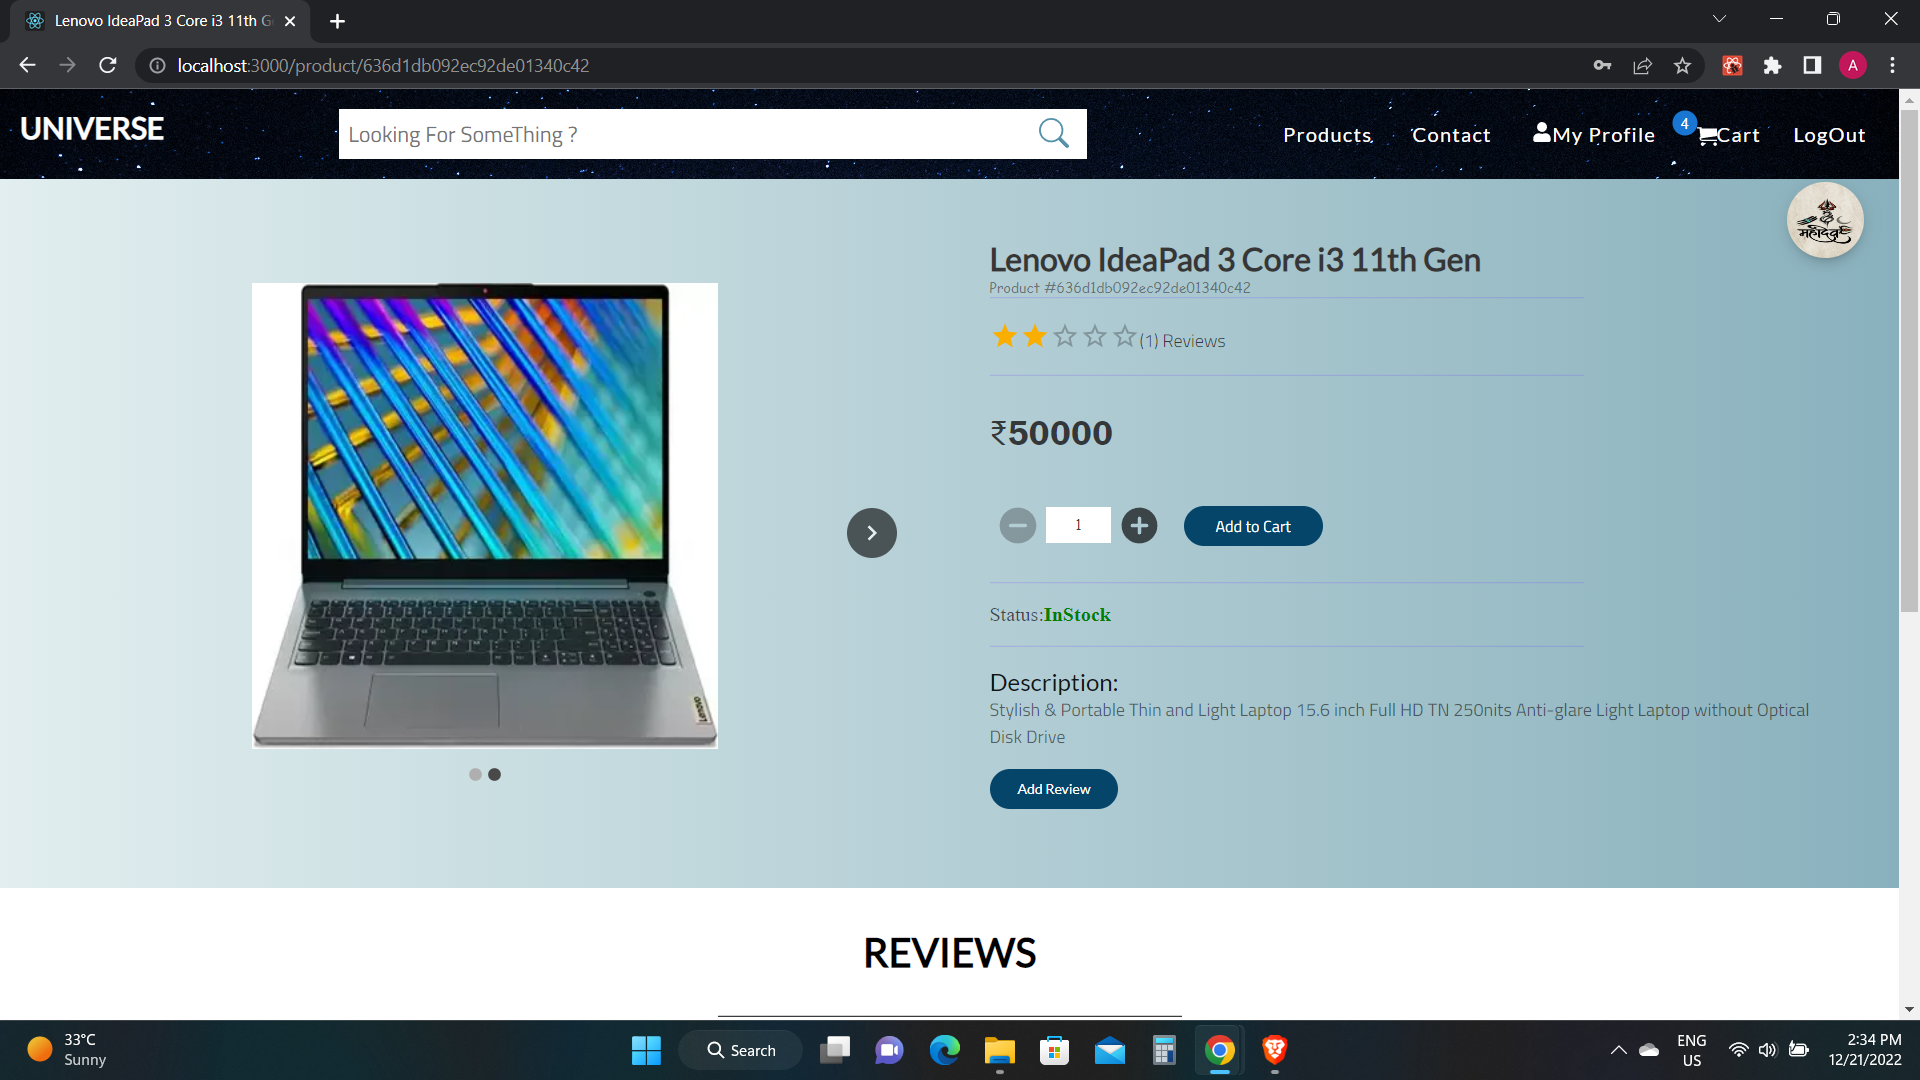 Lenovo IdeaPad 3 Core i3 11th Ge
localhost:3000/product/636d1db092ec92de01340c42
A
UNIVERSE
Looking For SomeThing ?
Products
Contact
My Profile
4
Cart
LogOut
महादेव
Lenovo IdeaPad 3 Core i3 11th Gen
Product #636d1db092ec92de01340c42
(1) Reviews
₹50000
1
Add to Cart
Status:InStock
Description:
Stylish & Portable Thin and Light Laptop 15.6 inch Full HD TN 250nits Anti-glare Light Laptop without Optical
Disk Drive
Add Review
Lenovo
REVIEWS
33°C
Sunny
Search
ENG
US
2:34 PM
12/21/2022